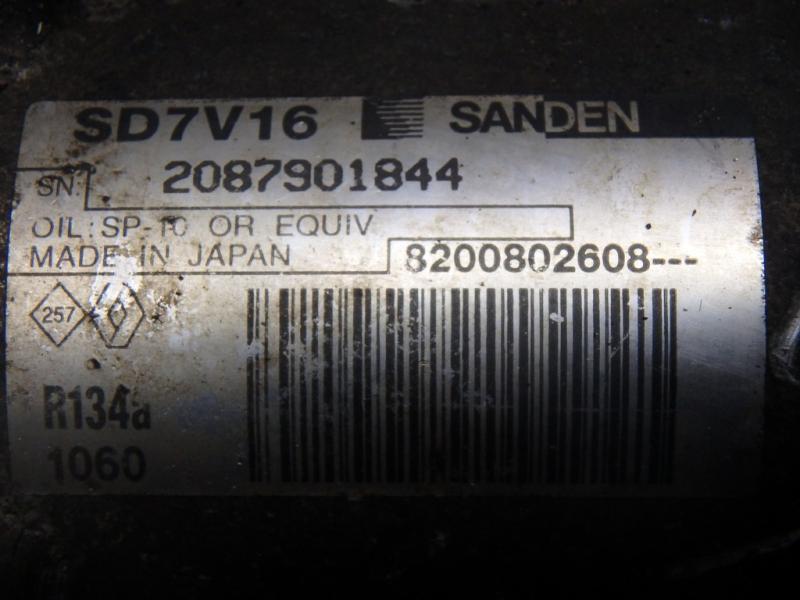 SD7V16 SANDEN
SN: 2087901844
OIL: SP-10 OR EQUIV
MADE IN JAPAN 8200802608---
257
R134a
1060